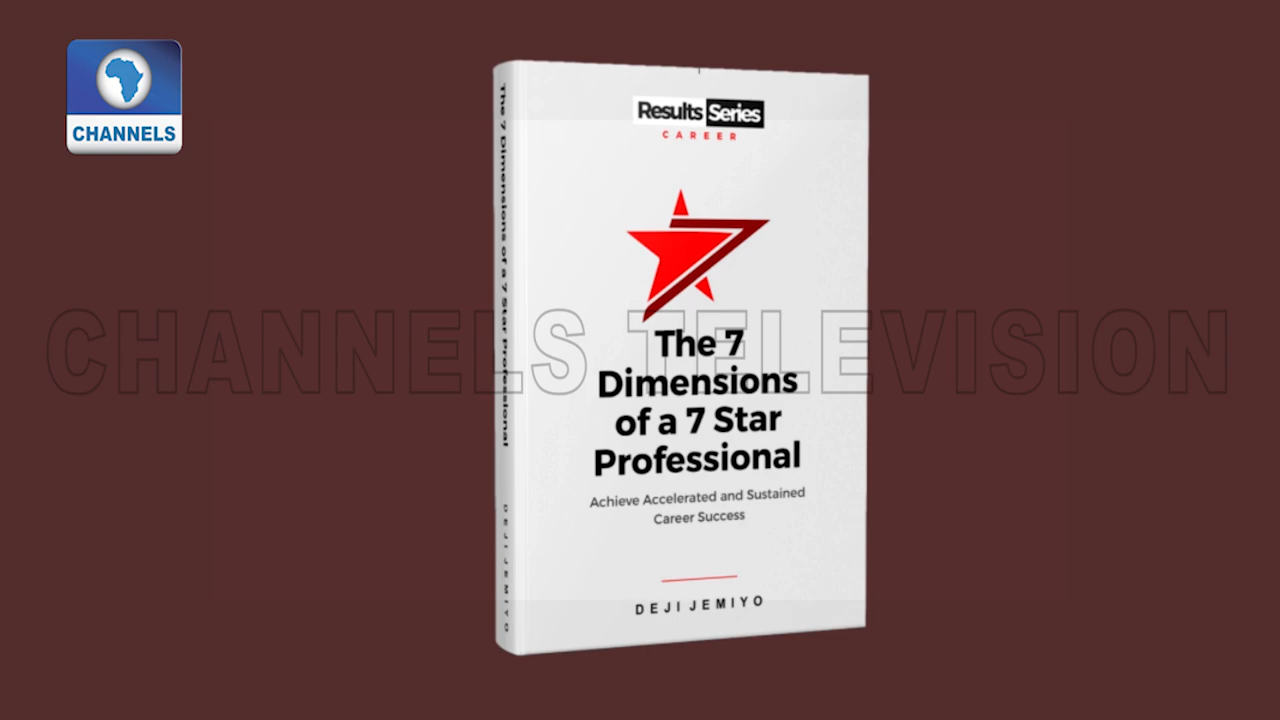 CHANNELS
Results Series
CAREER
The 7 Dimensions of a 7 Star Professional
DEJI JEMIYO
CHANNELS TELEVISION
The 7
Dimensions
of a 7 Star
Professional
Achieve Accelerated and Sustained
Career Success
DEJI JEMIYO